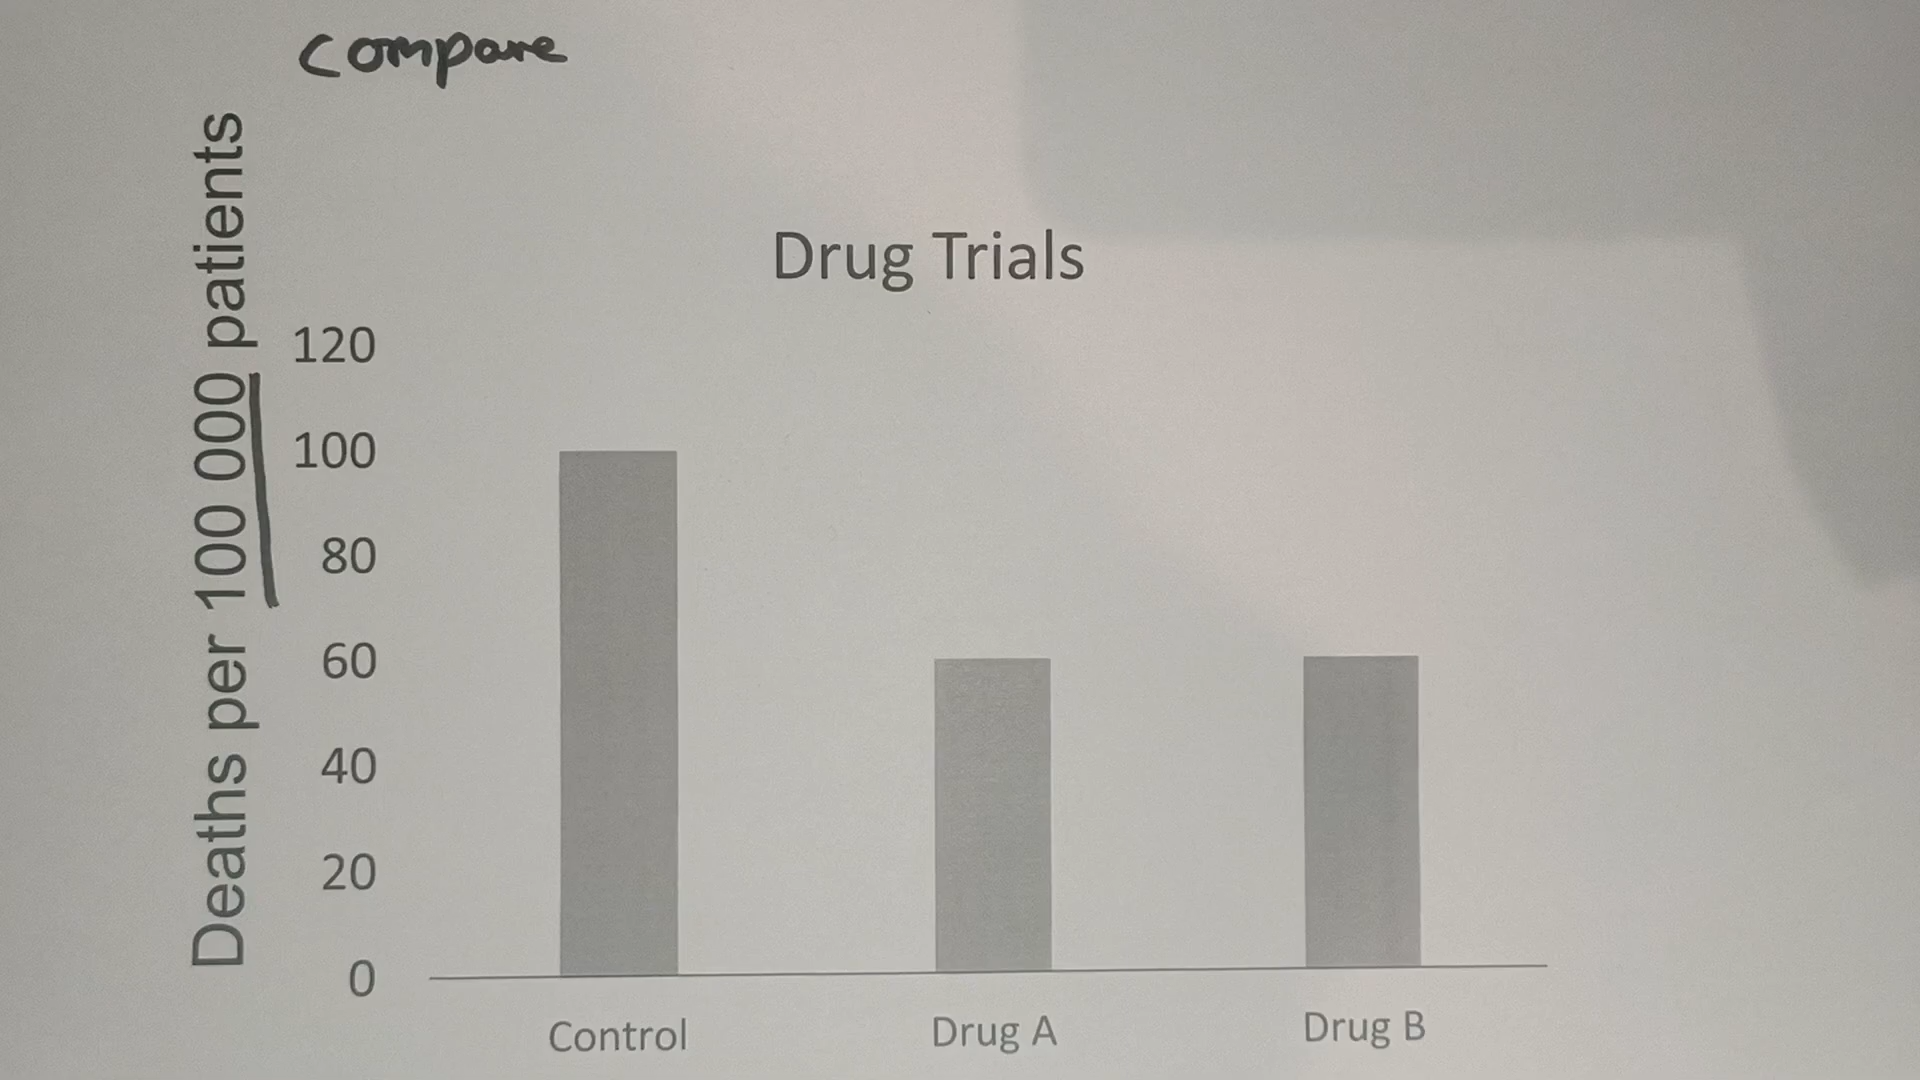 compare
Deaths per 100 000 patients
Drug Trials
120
100
80
60
40
20
0
Control
Drug A
Drug B